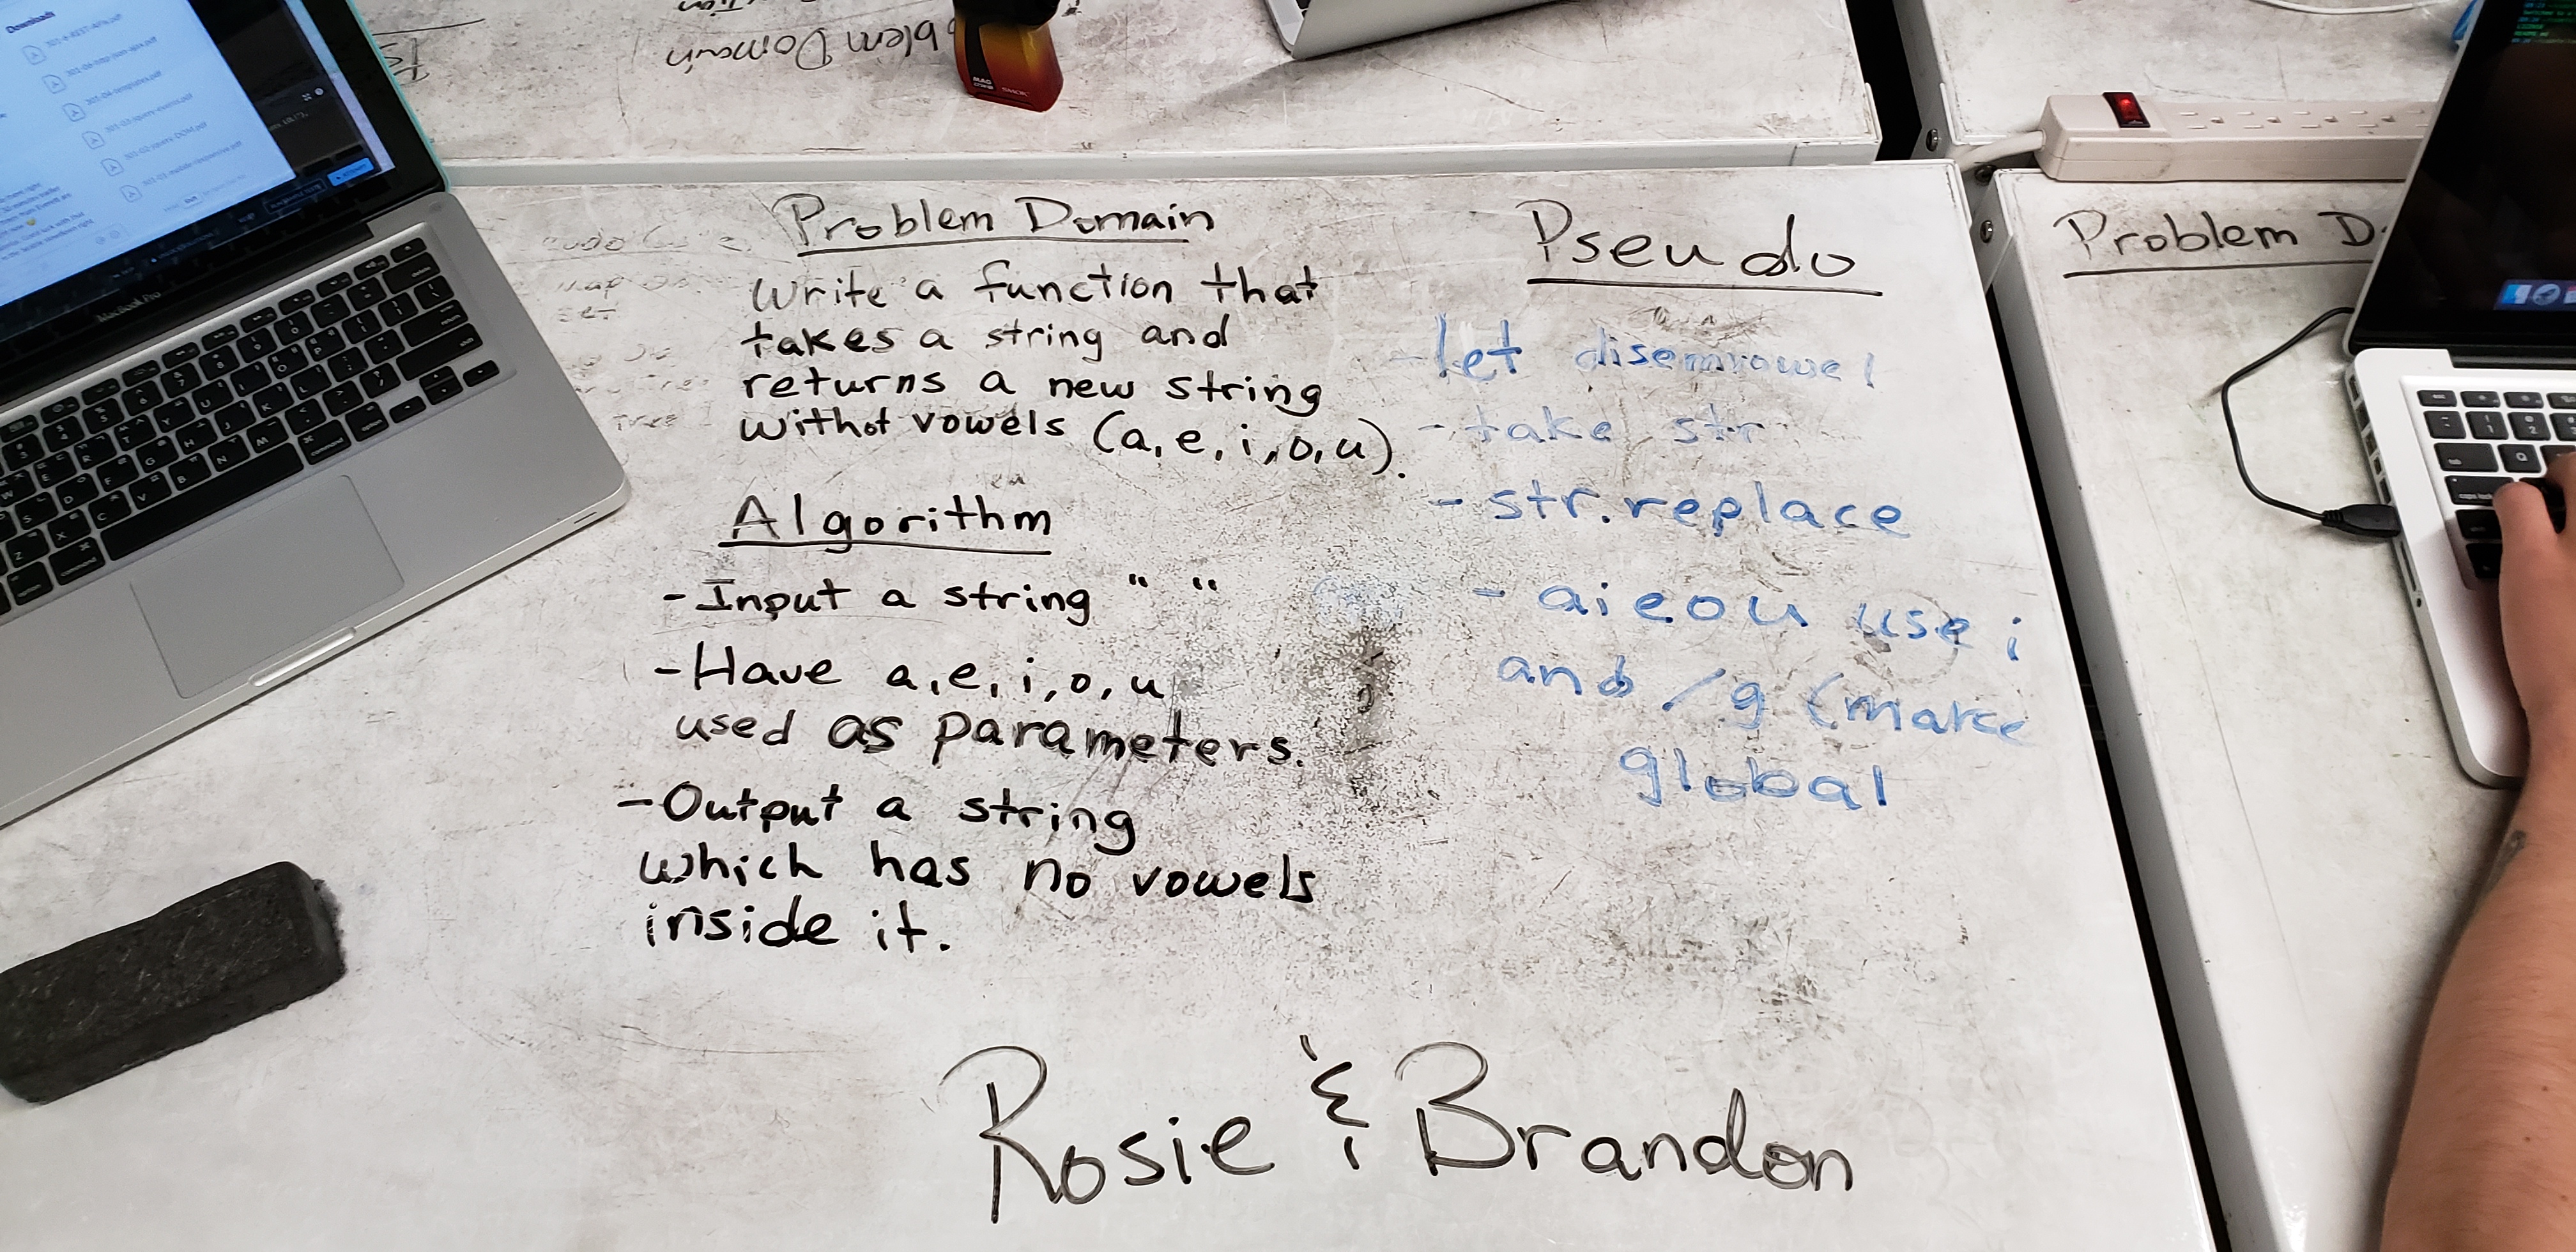 Problem Domain
Write a function that
takes a string and
returns a new string
withot vowels (a, e, i, o, u).
Algorithm
- Input a string " "
- Have a, e, i, o, u
used as parameters.
- Output a string
which has no vowels
inside it.
Pseudo
- let disemvowel
- take str
- str.replace
- aieou use i
and /g (make
global
Rosie & Brandon
Problem D
blem Domain
MacBook Pro
Downloads
SMOK